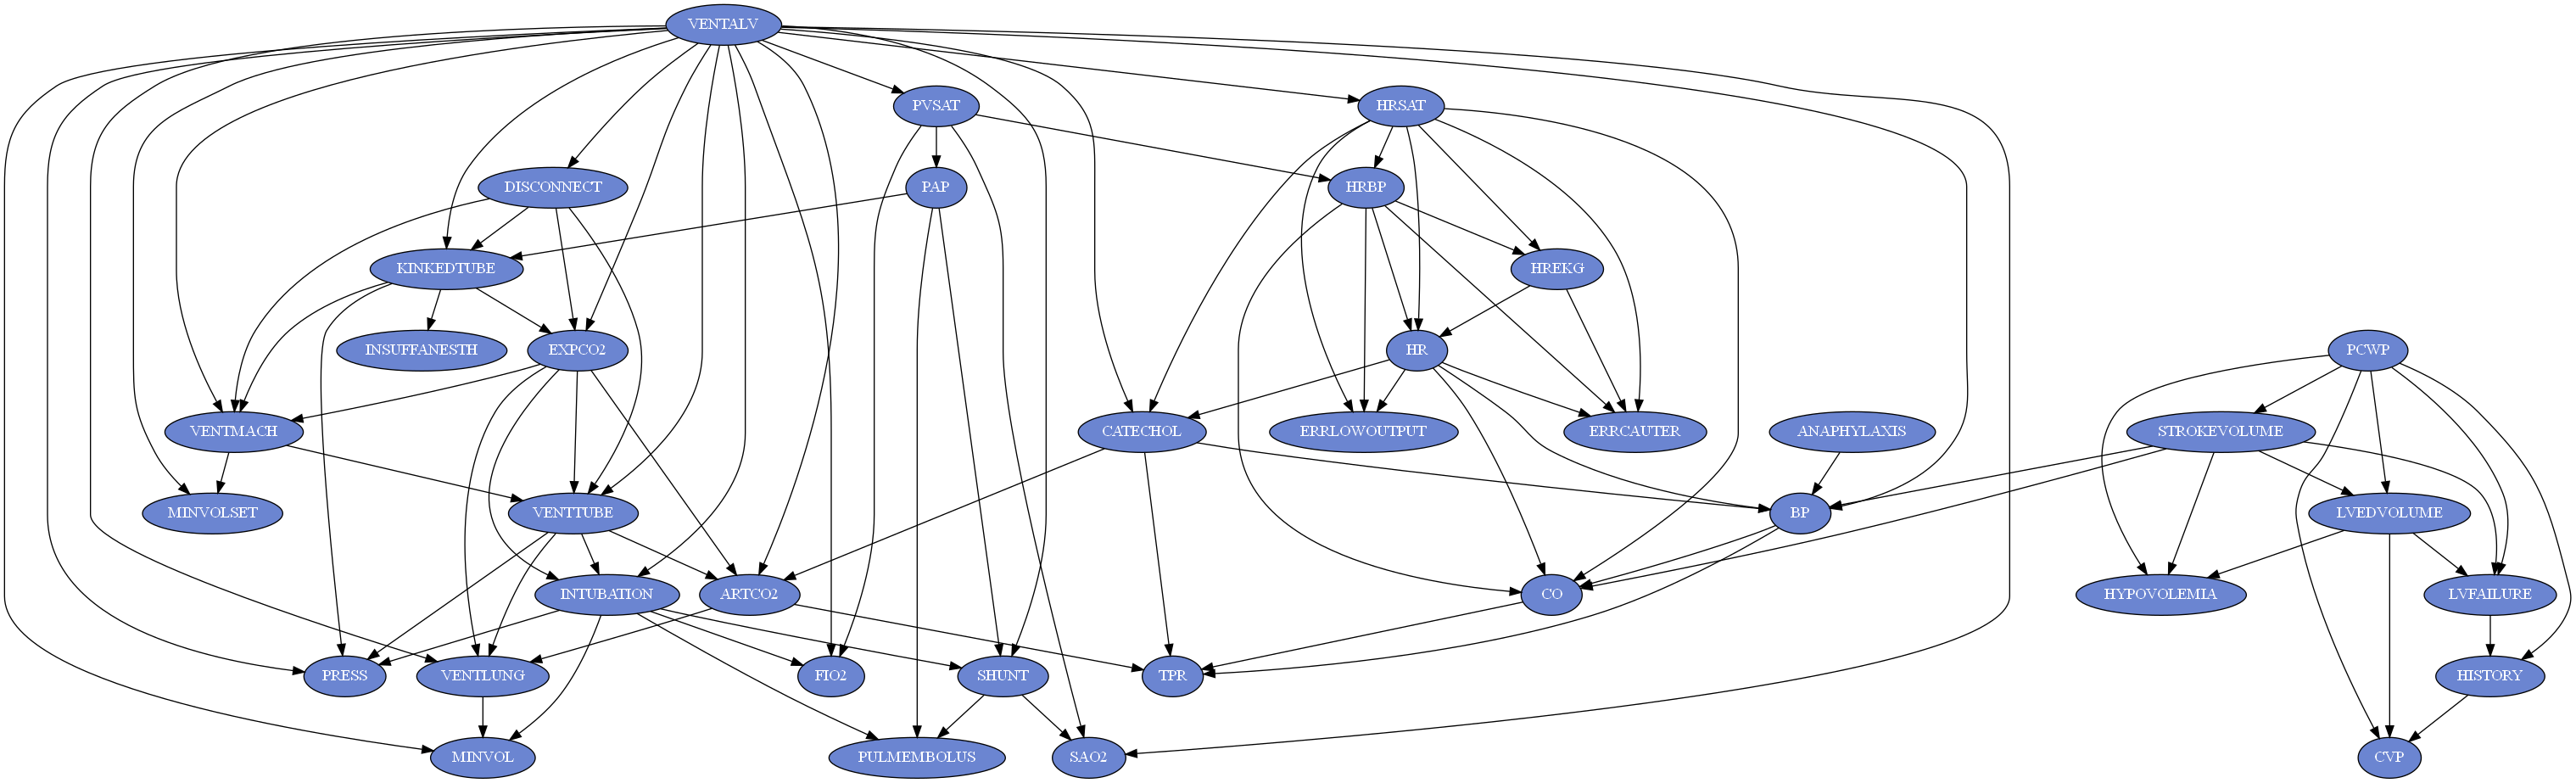 VENTALV
PVSAT
HRSAT
DISCONNECT
PAP
HRBP
KINKEDTUBE
HREKG
INSUFFANESTH
EXPCO2
HR
PCWP
VENTMACH
CATECHOL
ERRLOWOUTPUT
ERRCAUTER
ANAPHYLAXIS
STROKEVOLUME
MINVOLSET
VENTTUBE
BP
LVEDVOLUME
INTUBATION
ARTCO2
CO
HYPOVOLEMIA
LVFAILURE
PRESS
VENTLUNG
FIO2
SHUNT
TPR
HISTORY
MINVOL
PULMEMBOLUS
SAO2
CVP